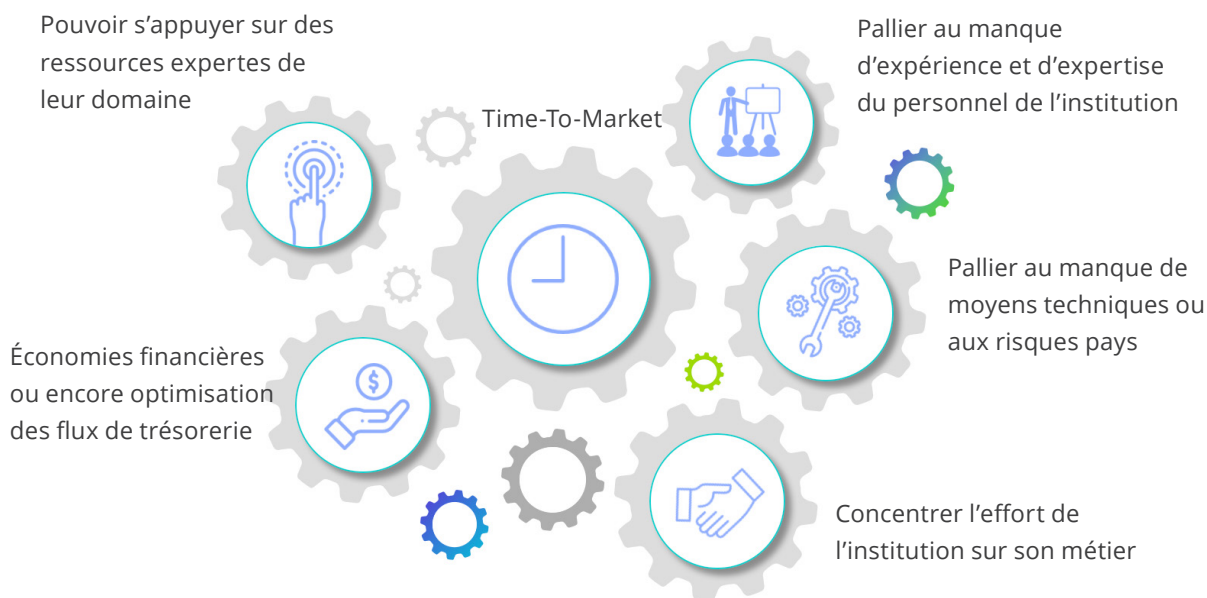 Pouvoir s’appuyer sur des
ressources expertes de
leur domaine
Time-To-Market
Pallier au manque
d’expérience et d’expertise
du personnel de l’institution
Pallier au manque de
moyens techniques ou
aux risques pays
Économies financières
ou encore optimisation
des flux de trésorerie
$
Concentrer l’effort de
l’institution sur son métier